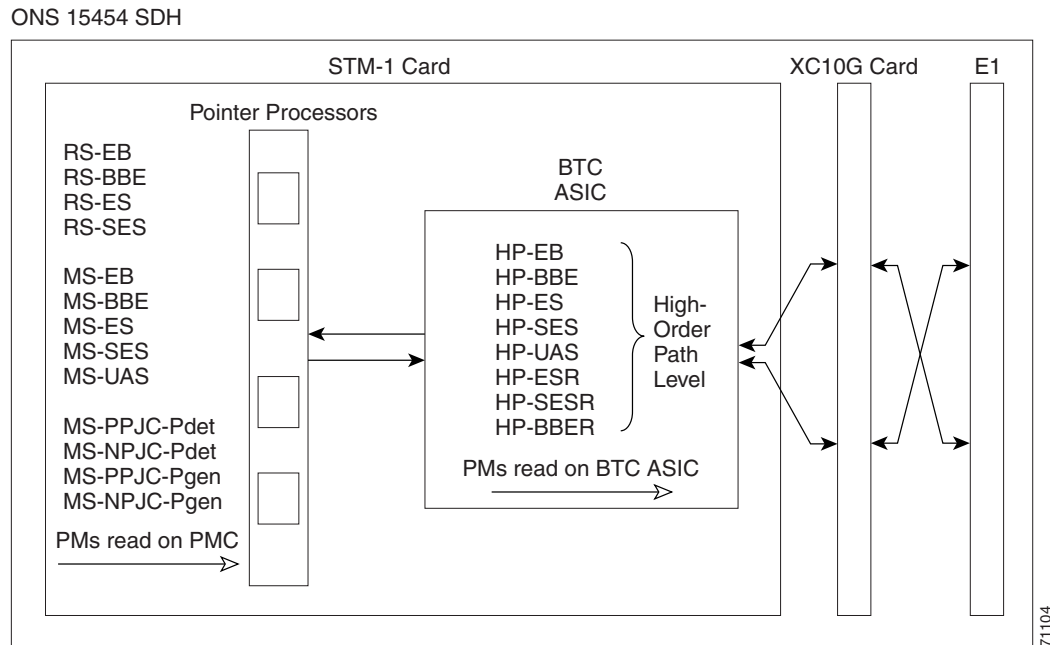 ONS 15454 SDH
STM-1 Card
XC10G Card
E1
Pointer Processors
RS-EB
RS-BBE
RS-ES
RS-SES
MS-EB
MS-BBE
MS-ES
MS-SES
MS-UAS
MS-PPJC-Pdet
MS-NPJC-Pdet
MS-PPJC-Pgen
MS-NPJC-Pgen
PMs read on PMC
BTC
ASIC
HP-EB
HP-BBE
HP-ES
HP-SES
HP-UAS
HP-ESR
HP-SESR
HP-BBER
High-
Order
Path
Level
PMs read on BTC ASIC
71104